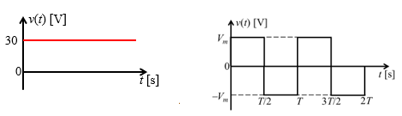 v(t) [V]
30
0
t [s]
v(t) [V]
Vm
0
t [s]
−Vm
T/2 T 3T/2 2T